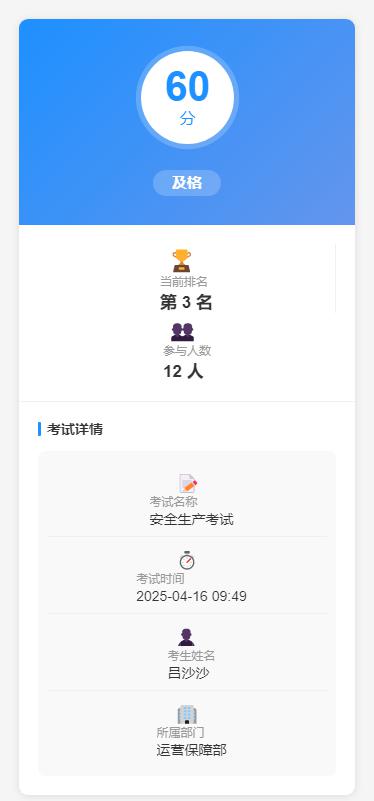 60
分
及格
当前排名
第 3 名
参与人数
12 人
考试详情
考试名称
安全生产考试
考试时间
2025-04-16 09:49
考生姓名
吕沙沙
所属部门
运营保障部